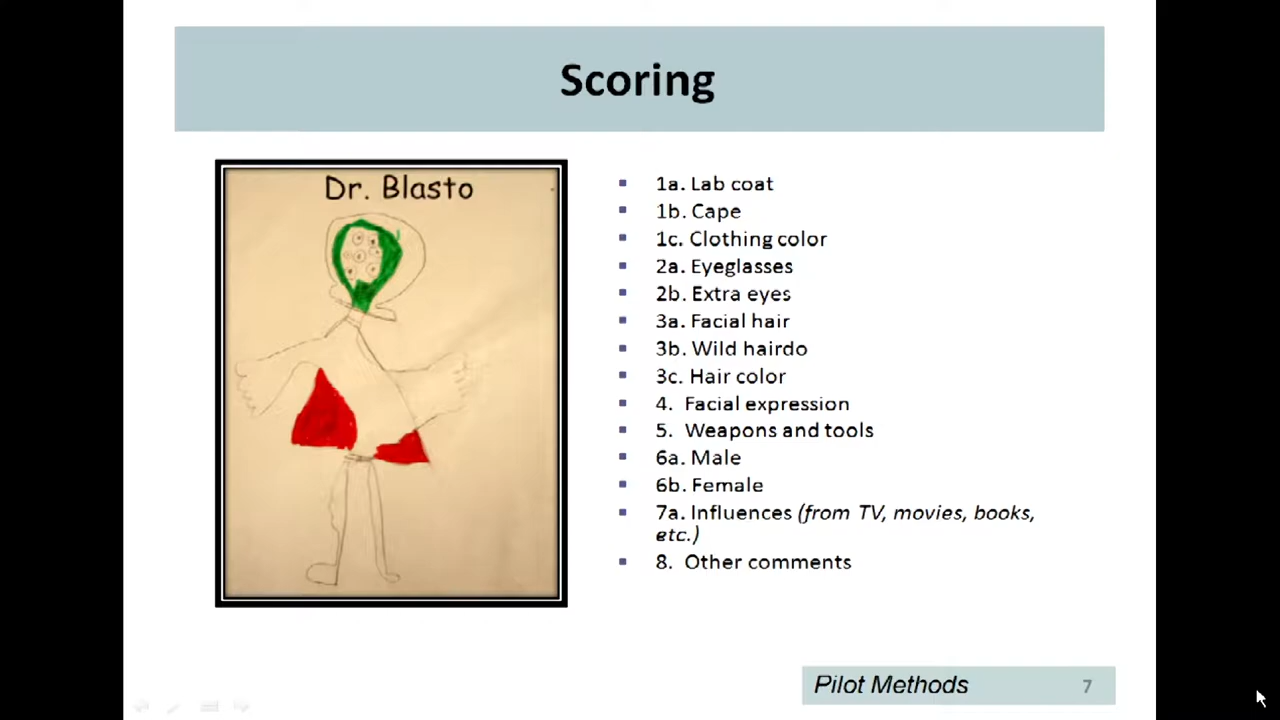 Scoring
Dr. Blasto
1a. Lab coat
1b. Cape
1c. Clothing color
2a. Eyeglasses
2b. Extra eyes
3a. Facial hair
3b. Wild hairdo
3c. Hair color
4. Facial expression
5. Weapons and tools
6a. Male
6b. Female
7a. Influences (from TV, movies, books,
etc.)
8. Other comments
Pilot Methods 7